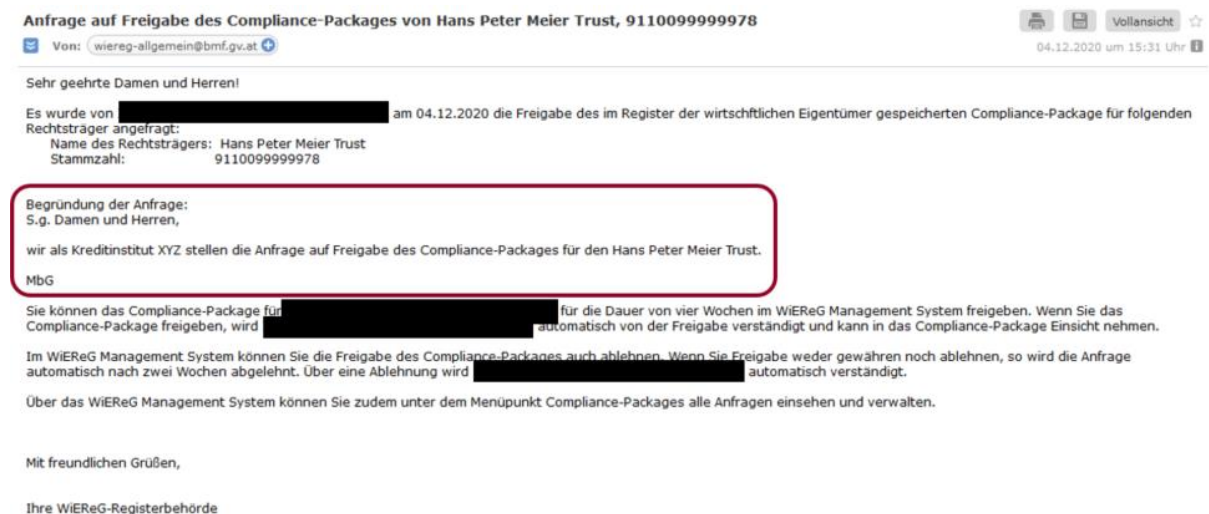 Anfrage auf Freigabe des Compliance-Packages von Hans Peter Meier Trust, 9110099999978
Vollansicht
Von: wiereg-allgemein@bmf.gv.at
04.12.2020 um 15:31 Uhr
Sehr geehrte Damen und Herren!
Es wurde von am 04.12.2020 die Freigabe des im Register der wirtschftlichen Eigentümer gespeicherten Compliance-Package für folgenden
Rechtsträger angefragt:
Name des Rechtsträgers: Hans Peter Meier Trust
Stammzahl: 9110099999978
Begründung der Anfrage:
S.g. Damen und Herren,
wir als Kreditinstitut XYZ stellen die Anfrage auf Freigabe des Compliance-Packages für den Hans Peter Meier Trust.
MbG
Sie können das Compliance-Package für für die Dauer von vier Wochen im WiEReG Management System freigeben. Wenn Sie das
Compliance-Package freigeben, wird automatisch von der Freigabe verständigt und kann in das Compliance-Package Einsicht nehmen.
Im WiEReG Management System können Sie die Freigabe des Compliance-Packages auch ablehnen. Wenn Sie Freigabe weder gewähren noch ablehnen, so wird die Anfrage
automatisch nach zwei Wochen abgelehnt. Über eine Ablehnung wird automatisch verständigt.
Über das WiEReG Management System können Sie zudem unter dem Menüpunkt Compliance-Packages alle Anfragen einsehen und verwalten.
Mit freundlichen Grüßen,
Ihre WiEReG-Registerbehörde